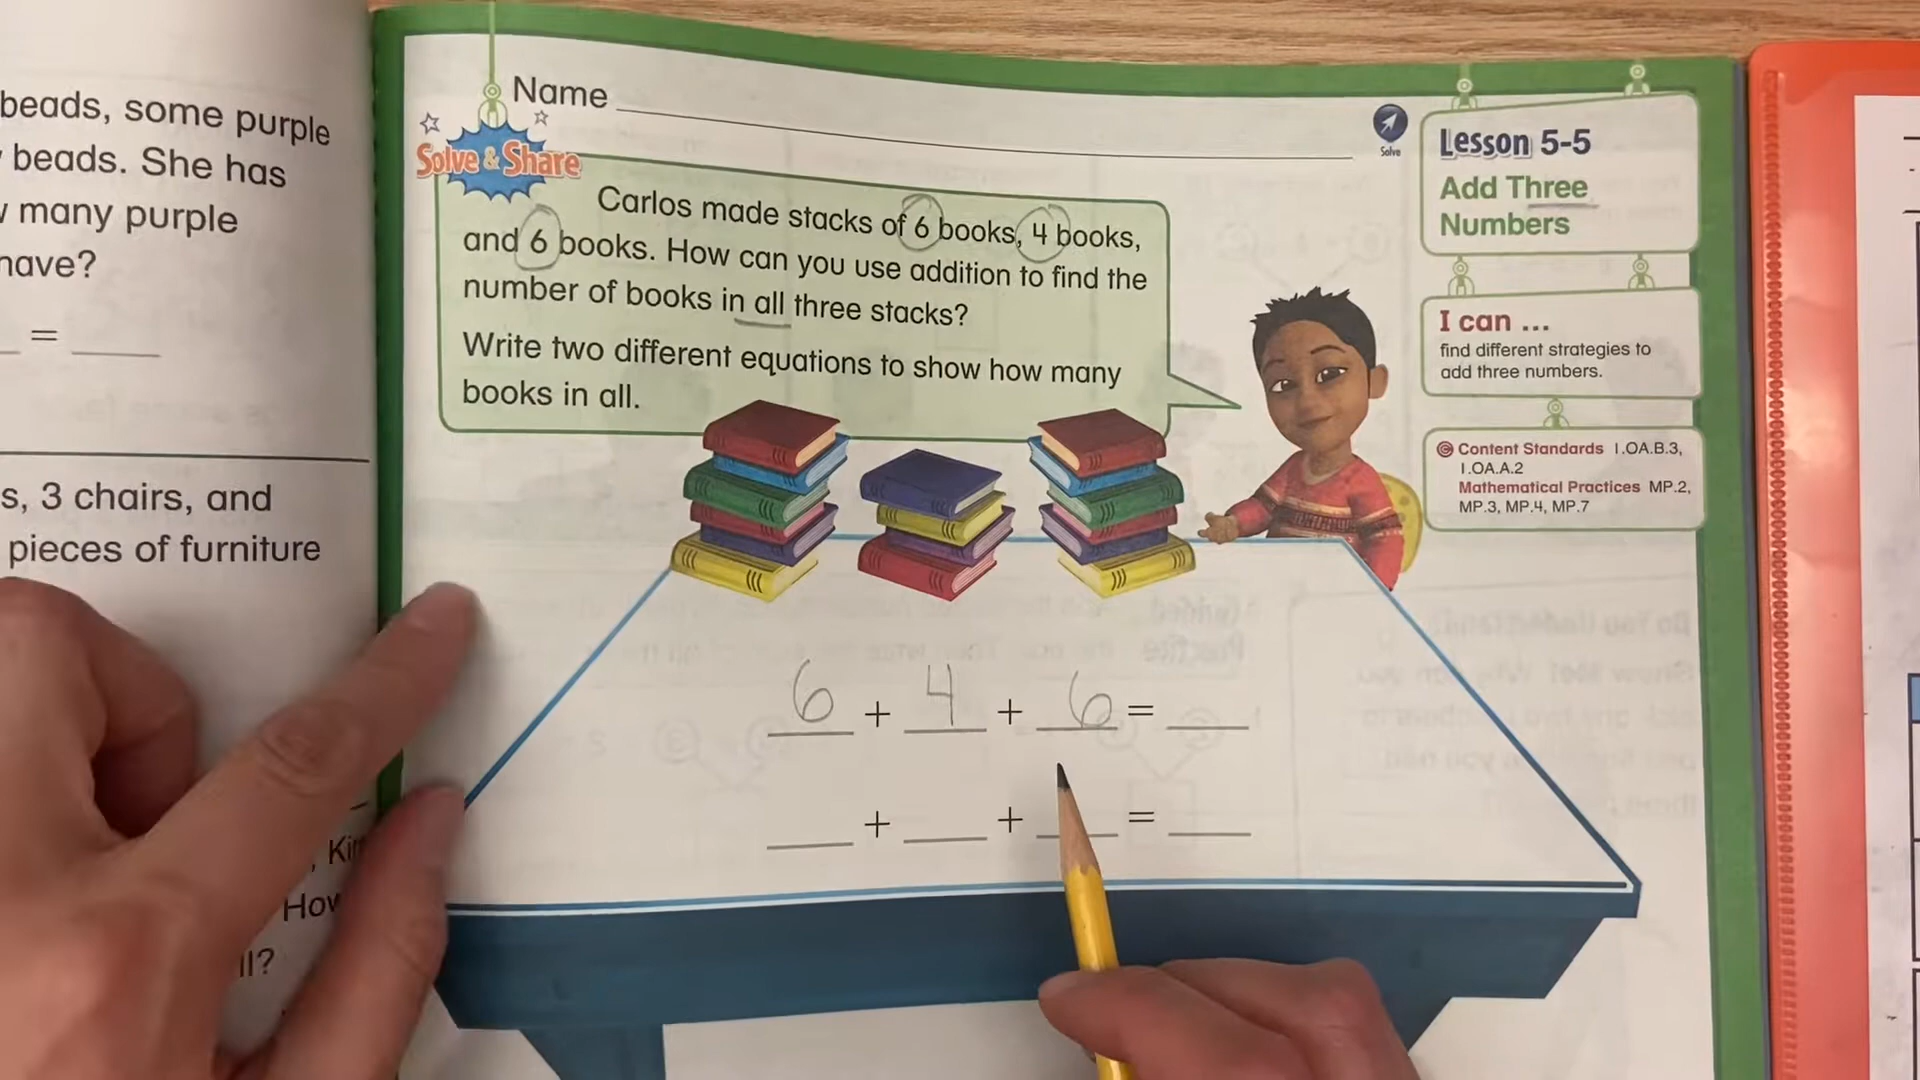 beads, some purple
beads. She has
many purple
have?
=
s, 3 chairs, and
pieces of furniture
How
ll?
Name
Solve & Share
Solve
Carlos made stacks of 6 books, 4 books,
and 6 books. How can you use addition to find the
number of books in all three stacks?
Write two different equations to show how many
books in all.
6 + 4 + 6 =
+ + =
Lesson 5-5
Add Three
Numbers
I can ...
find different strategies to
add three numbers.
Content Standards 1.OA.B.3,
1.OA.A.2
Mathematical Practices MP.2,
MP.3, MP.4, MP.7